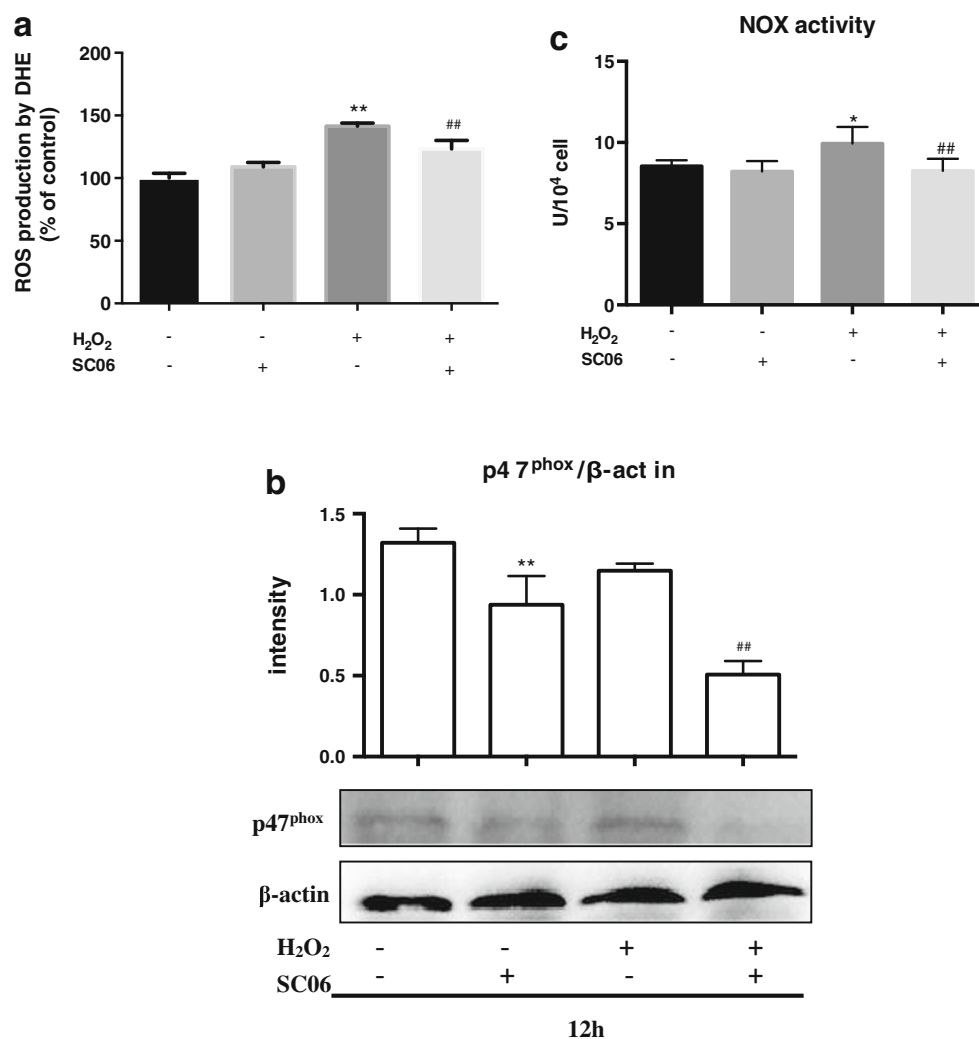 a
ROS production by DHE
(% of control)
200
150
100
50
0
**
##
H₂O₂ - - + +
SC06 - + - +
c
NOX activity
U/10⁴ cell
15
10
5
0
*
##
H₂O₂ - - + +
SC06 - + - +
b
p4 7ᵖʰᵒˣ/β-act in
intensity
1.5
1.0
0.5
0.0
**
##
p47ᵖʰᵒˣ
β-actin
H₂O₂ - - + +
SC06 - + - +
12h